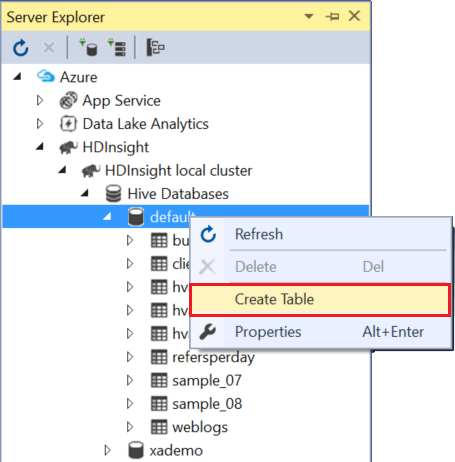 Server Explorer
Azure
App Service
Data Lake Analytics
HDInsight
HDInsight local cluster
Hive Databases
default
Refresh
bu
Delete Del
clie
hv
Create Table
hv
hv
Properties Alt+Enter
refersperday
sample_07
sample_08
weblogs
xademo